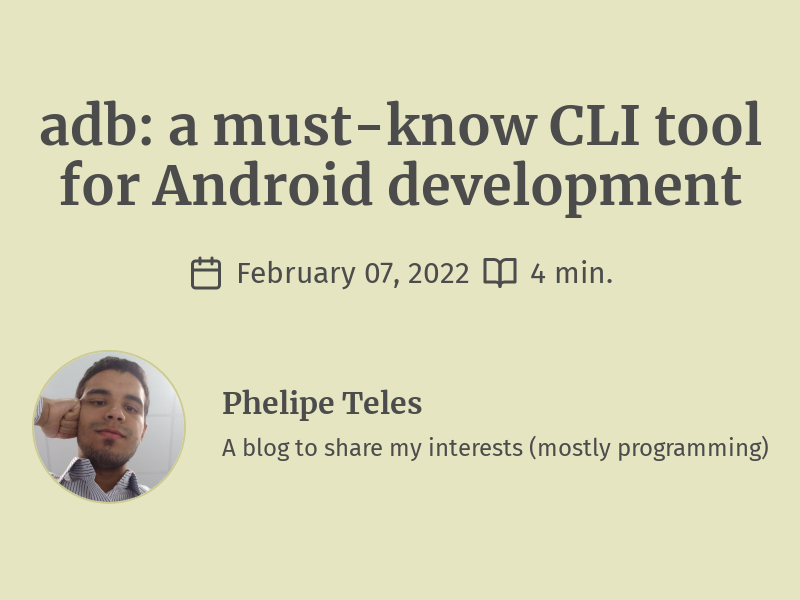 adb: a must-know CLI tool
for Android development
February 07, 2022 4 min.
Phelipe Teles
A blog to share my interests (mostly programming)